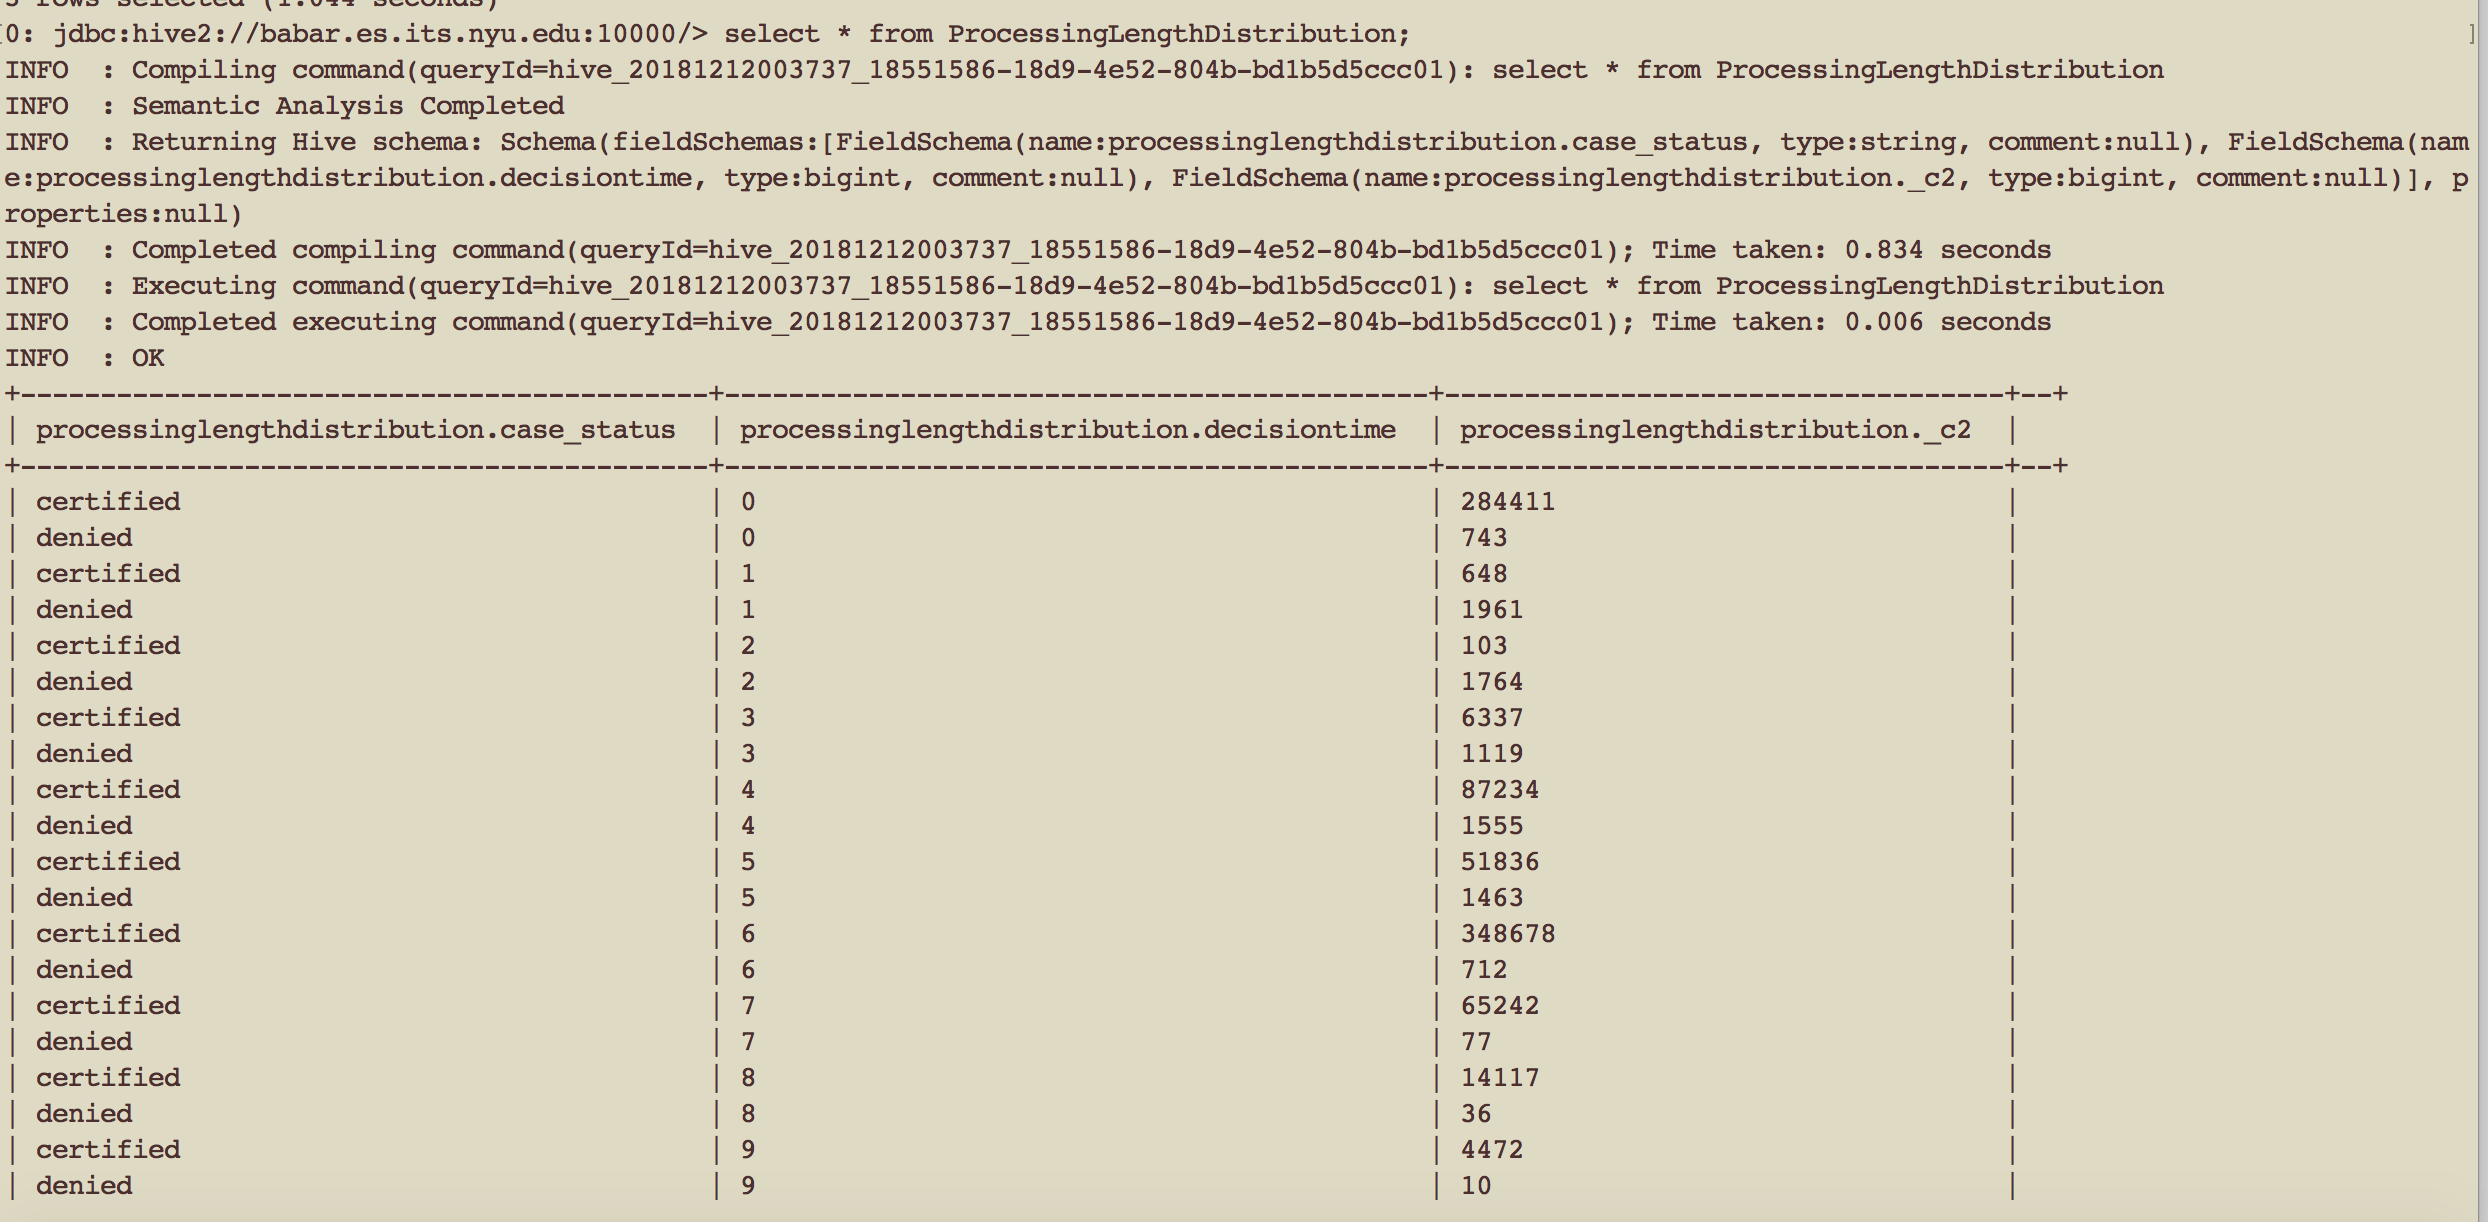 3 rows selected (1.044 seconds)
[0: jdbc:hive2://babar.es.its.nyu.edu:10000/> select * from ProcessingLengthDistribution; ]
INFO  : Compiling command(queryId=hive_20181212003737_18551586-18d9-4e52-804b-bd1b5d5ccc01): select * from ProcessingLengthDistribution
INFO  : Semantic Analysis Completed
INFO  : Returning Hive schema: Schema(fieldSchemas:[FieldSchema(name:processinglengthdistribution.case_status, type:string, comment:null), FieldSchema(nam
e:processinglengthdistribution.decisiontime, type:bigint, comment:null), FieldSchema(name:processinglengthdistribution._c2, type:bigint, comment:null)], p
roperties:null)
INFO  : Completed compiling command(queryId=hive_20181212003737_18551586-18d9-4e52-804b-bd1b5d5ccc01); Time taken: 0.834 seconds
INFO  : Executing command(queryId=hive_20181212003737_18551586-18d9-4e52-804b-bd1b5d5ccc01): select * from ProcessingLengthDistribution
INFO  : Completed executing command(queryId=hive_20181212003737_18551586-18d9-4e52-804b-bd1b5d5ccc01); Time taken: 0.006 seconds
INFO  : OK
+-------------------------------------------+--------------------------------------------+-----------------------------------+--+
| processinglengthdistribution.case_status  | processinglengthdistribution.decisiontime  | processinglengthdistribution._c2  |
+-------------------------------------------+--------------------------------------------+-----------------------------------+--+
| certified | 0 | 284411 |
| denied | 0 | 743 |
| certified | 1 | 648 |
| denied | 1 | 1961 |
| certified | 2 | 103 |
| denied | 2 | 1764 |
| certified | 3 | 6337 |
| denied | 3 | 1119 |
| certified | 4 | 87234 |
| denied | 4 | 1555 |
| certified | 5 | 51836 |
| denied | 5 | 1463 |
| certified | 6 | 348678 |
| denied | 6 | 712 |
| certified | 7 | 65242 |
| denied | 7 | 77 |
| certified | 8 | 14117 |
| denied | 8 | 36 |
| certified | 9 | 4472 |
| denied | 9 | 10 |